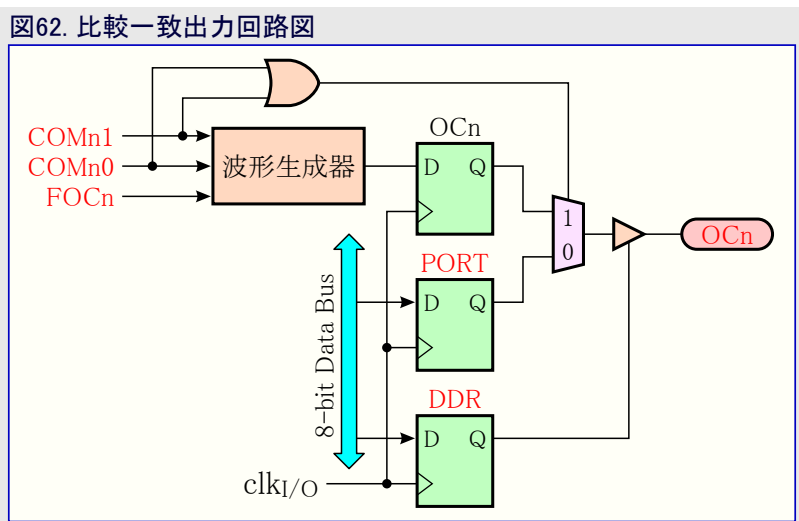 図62. 比較一致出力回路図
COMn1
COMn0
FOCn
波形生成器
OCn
D Q
1
0
OCn
PORT
D Q
8-bit Data Bus
DDR
D Q
clkI/O